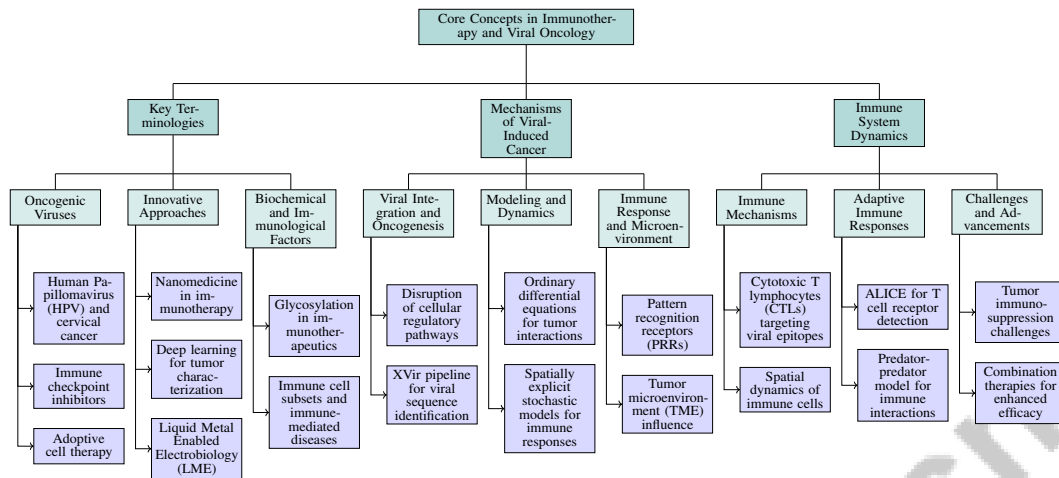 Core Concepts in Immunother-
apy and Viral Oncology
Key Ter-
minologies
Mechanisms
of Viral-
Induced
Cancer
Immune
System
Dynamics
Oncogenic
Viruses
Innovative
Approaches
Biochemical
and Im-
munological
Factors
Viral Inte-
gration and
Oncogenesis
Modeling and
Dynamics
Immune
Response
and Microen-
vironment
Immune
Mechanisms
Adaptive
Immune
Responses
Challenges
and Ad-
vancements
Human Pa-
pillomavirus
(HPV) and
cervical
cancer
Immune
checkpoint
inhibitors
Adoptive
cell therapy
Nanomedicine
in im-
munotherapy
Deep learning
for tumor
charac-
terization
Liquid Metal
Enabled
Electrobiology
(LME)
Glycosylation
in im-
munother-
apeutics
Immune cell
subsets and
immune-
mediated
diseases
Disruption
of cellular
regulatory
pathways
XVir pipeline
for viral
sequence
identification
Ordinary
differential
equations
for tumor
interactions
Spatially
explicit
stochastic
models for
immune
responses
Pattern
recognition
receptors
(PRRs)
Tumor
microenviron-
ment (TME)
influence
Cytotoxic T
lymphocytes
(CTLs)
targeting
viral epitopes
Spatial
dynamics of
immune cells
ALICE for T
cell receptor
detection
Predator-
predator
model for
immune
interactions
Tumor
immuno-
suppression
challenges
Combination
therapies for
enhanced
efficacy